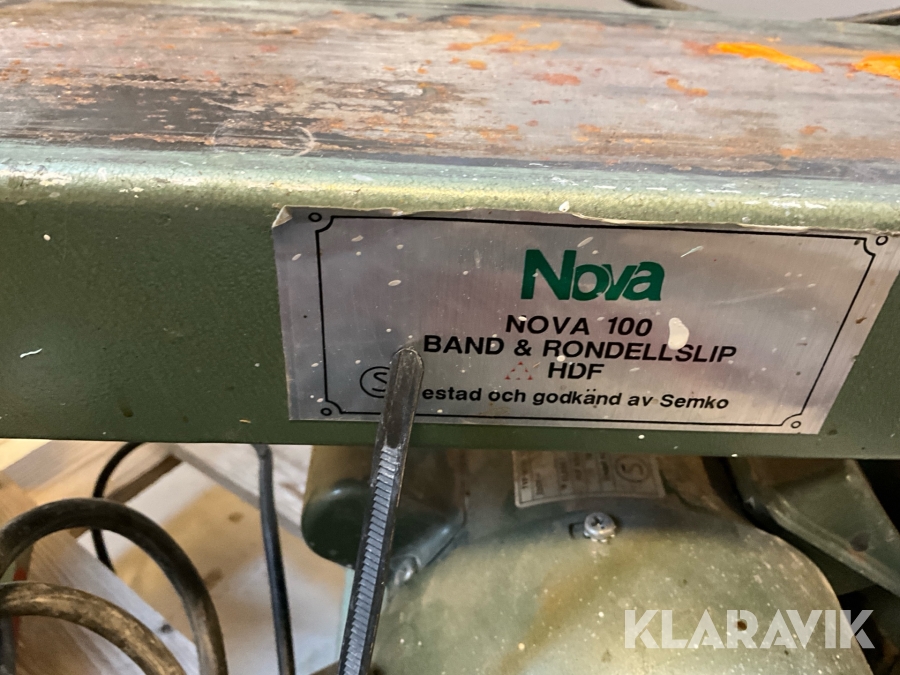 Nova
NOVA 100
BAND & RONDELLSLIP
HDF
S estad och godkänd av Semko
S
KLARAVIK